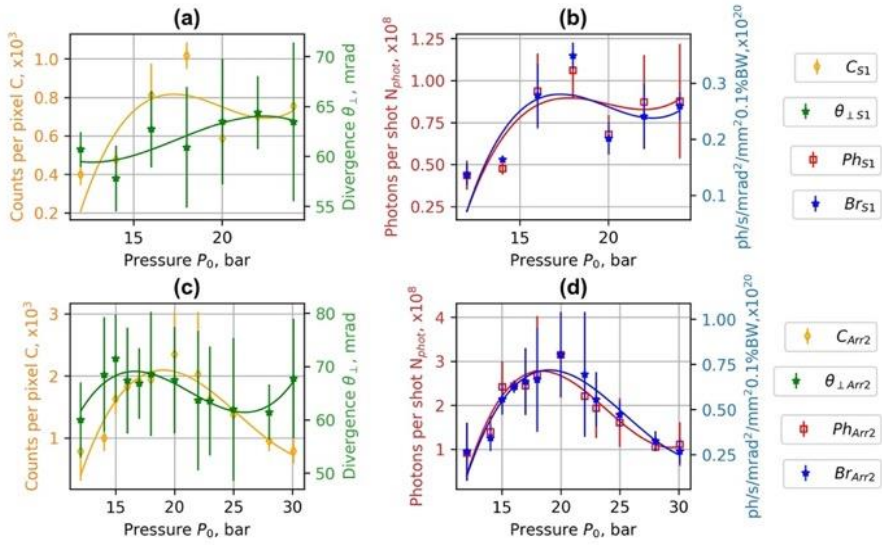 (a)
Counts per pixel C, x10³
1.0
0.8
0.6
0.4
0.2
70
65
60
55
Divergence θ⊥, mrad
15
20
Pressure P₀, bar
(b)
Photons per shot Nphot, x10⁸
1.25
1.00
0.75
0.50
0.25
0.3
0.2
0.1
ph/s/mrad²/mm²0.1%BW,x10²⁰
15
20
Pressure P₀, bar
C_S1
θ⊥S1
Ph_S1
Br_S1
(c)
Counts per pixel C, x10³
3
2
1
80
70
60
50
Divergence θ⊥, mrad
15
20
25
30
Pressure P₀, bar
(d)
Photons per shot Nphot, x10⁸
4
3
2
1
1.00
0.75
0.50
0.25
ph/s/mrad²/mm²0.1%BW,x10²⁰
15
20
25
30
Pressure P₀, bar
C_Arr2
θ⊥Arr2
Ph_Arr2
Br_Arr2